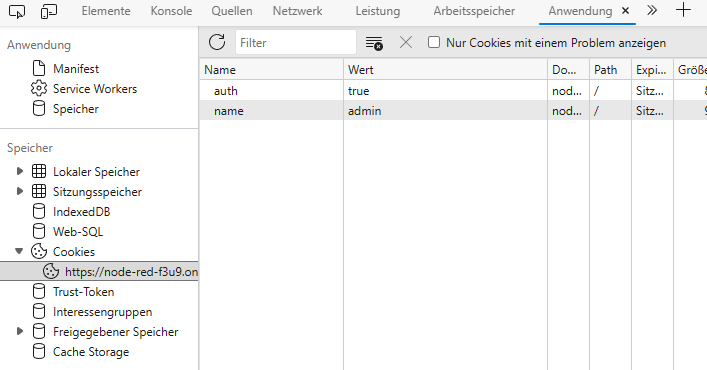 Elemente Konsole Quellen Netzwerk Leistung Arbeitsspeicher Anwendung
Anwendung
Manifest
Service Workers
Speicher
Speicher
Lokaler Speicher
Sitzungsspeicher
IndexedDB
Web-SQL
Cookies
https://node-red-f3u9.on
Trust-Token
Interessengruppen
Freigegebener Speicher
Cache Storage
Filter Nur Cookies mit einem Problem anzeigen
Name Wert Do... Path Expi... Größe
auth true nod... / Sitz... 8
name admin nod... / Sitz... 9